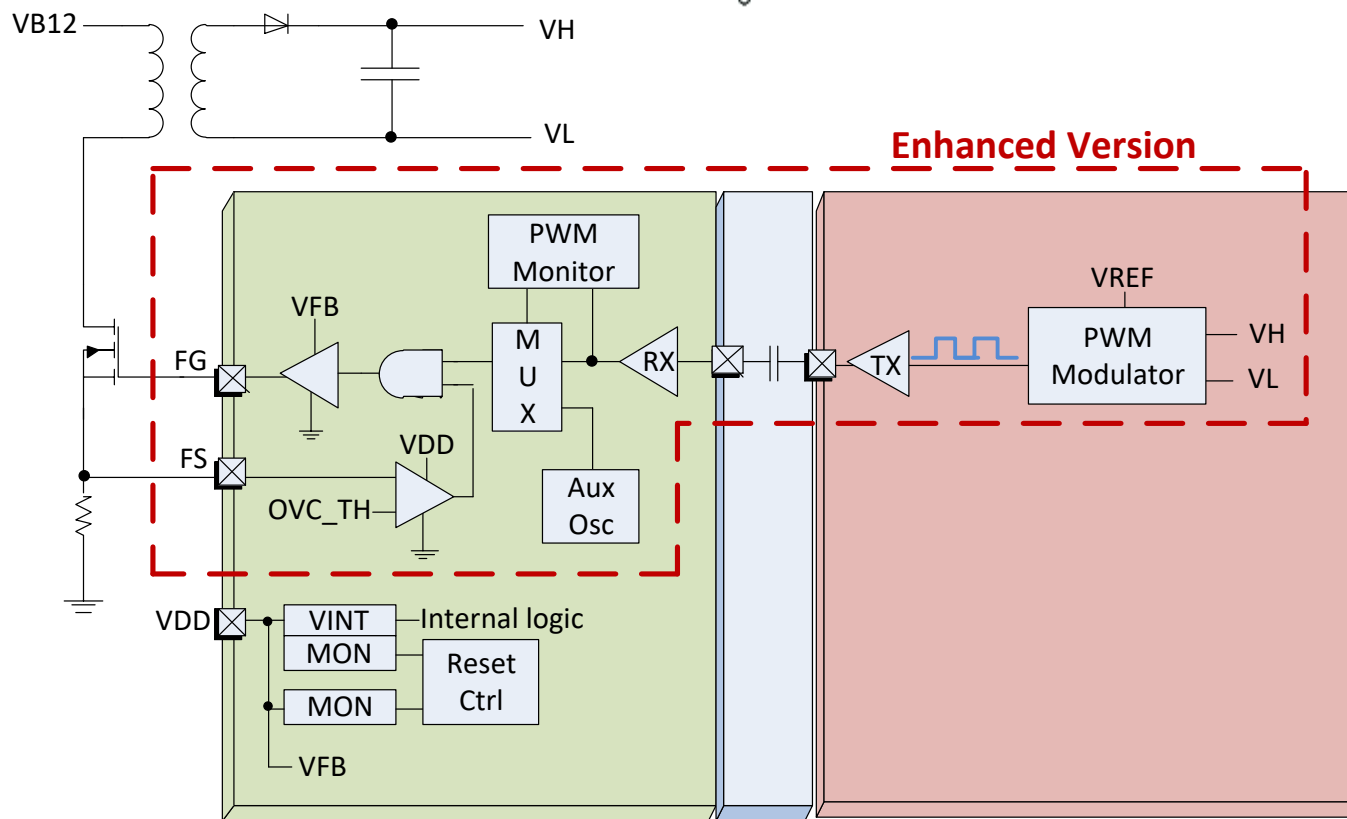 VB12
VH
VL
Enhanced Version
PWM
Monitor
VREF
VFB
M
U
X
RX
TX
PWM
Modulator
VH
VL
FG
FS
VDD
OVC_TH
Aux
Osc
VDD
VINT
Internal logic
MON
Reset
Ctrl
MON
VFB